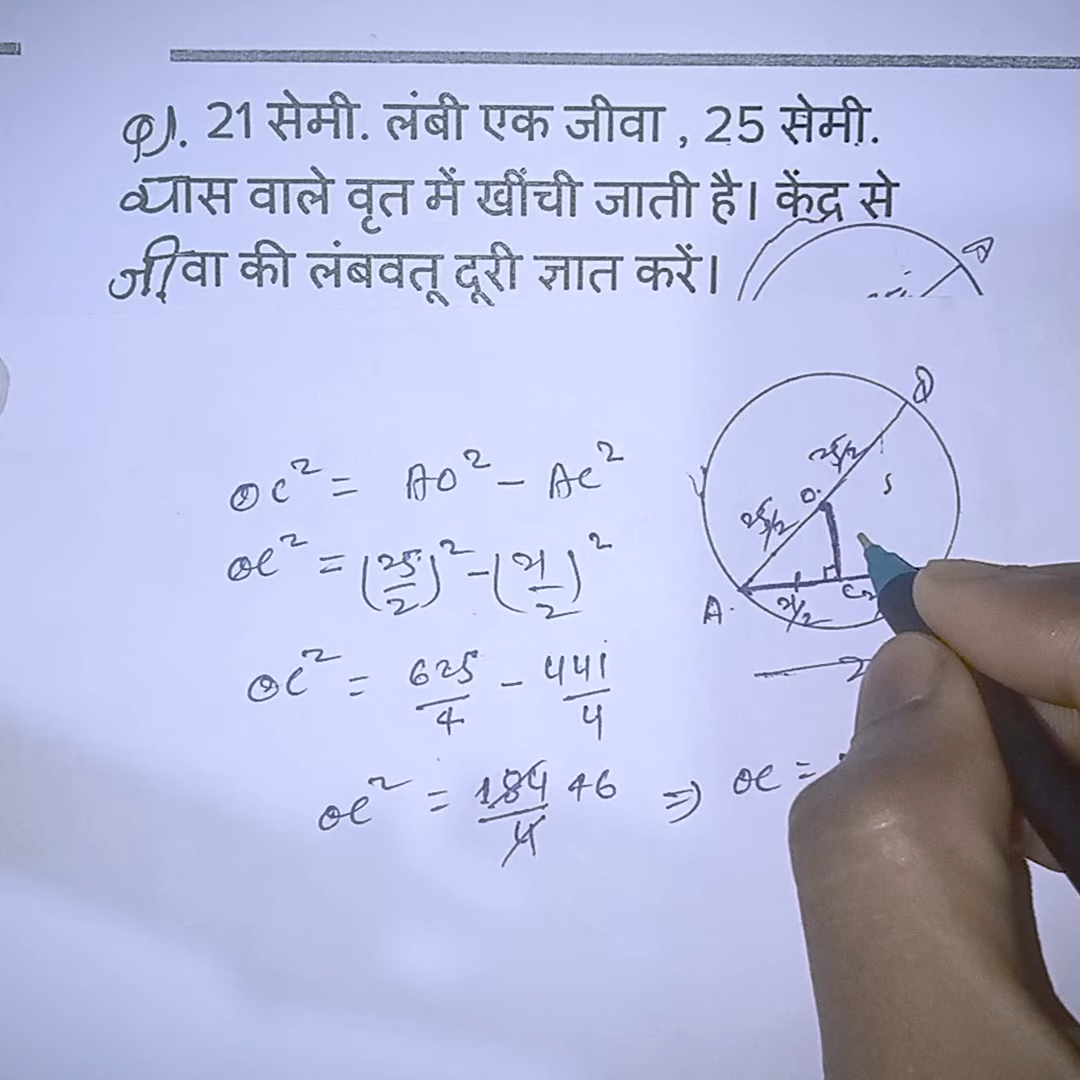 Q1. 21 सेमी. लंबी एक जीवा , 25 सेमी.
व्यास वाले वृत में खींची जाती है। केंद्र से
जीवा की लंबवत् दूरी ज्ञात करें।
OC² = AO² - AC²
OC² = (25/2)² - (21/2)²
OC² = 625/4 - 441/4
OC² = 184/4 46 => OC =
25/2
O.
25/2
A.
21/2
C